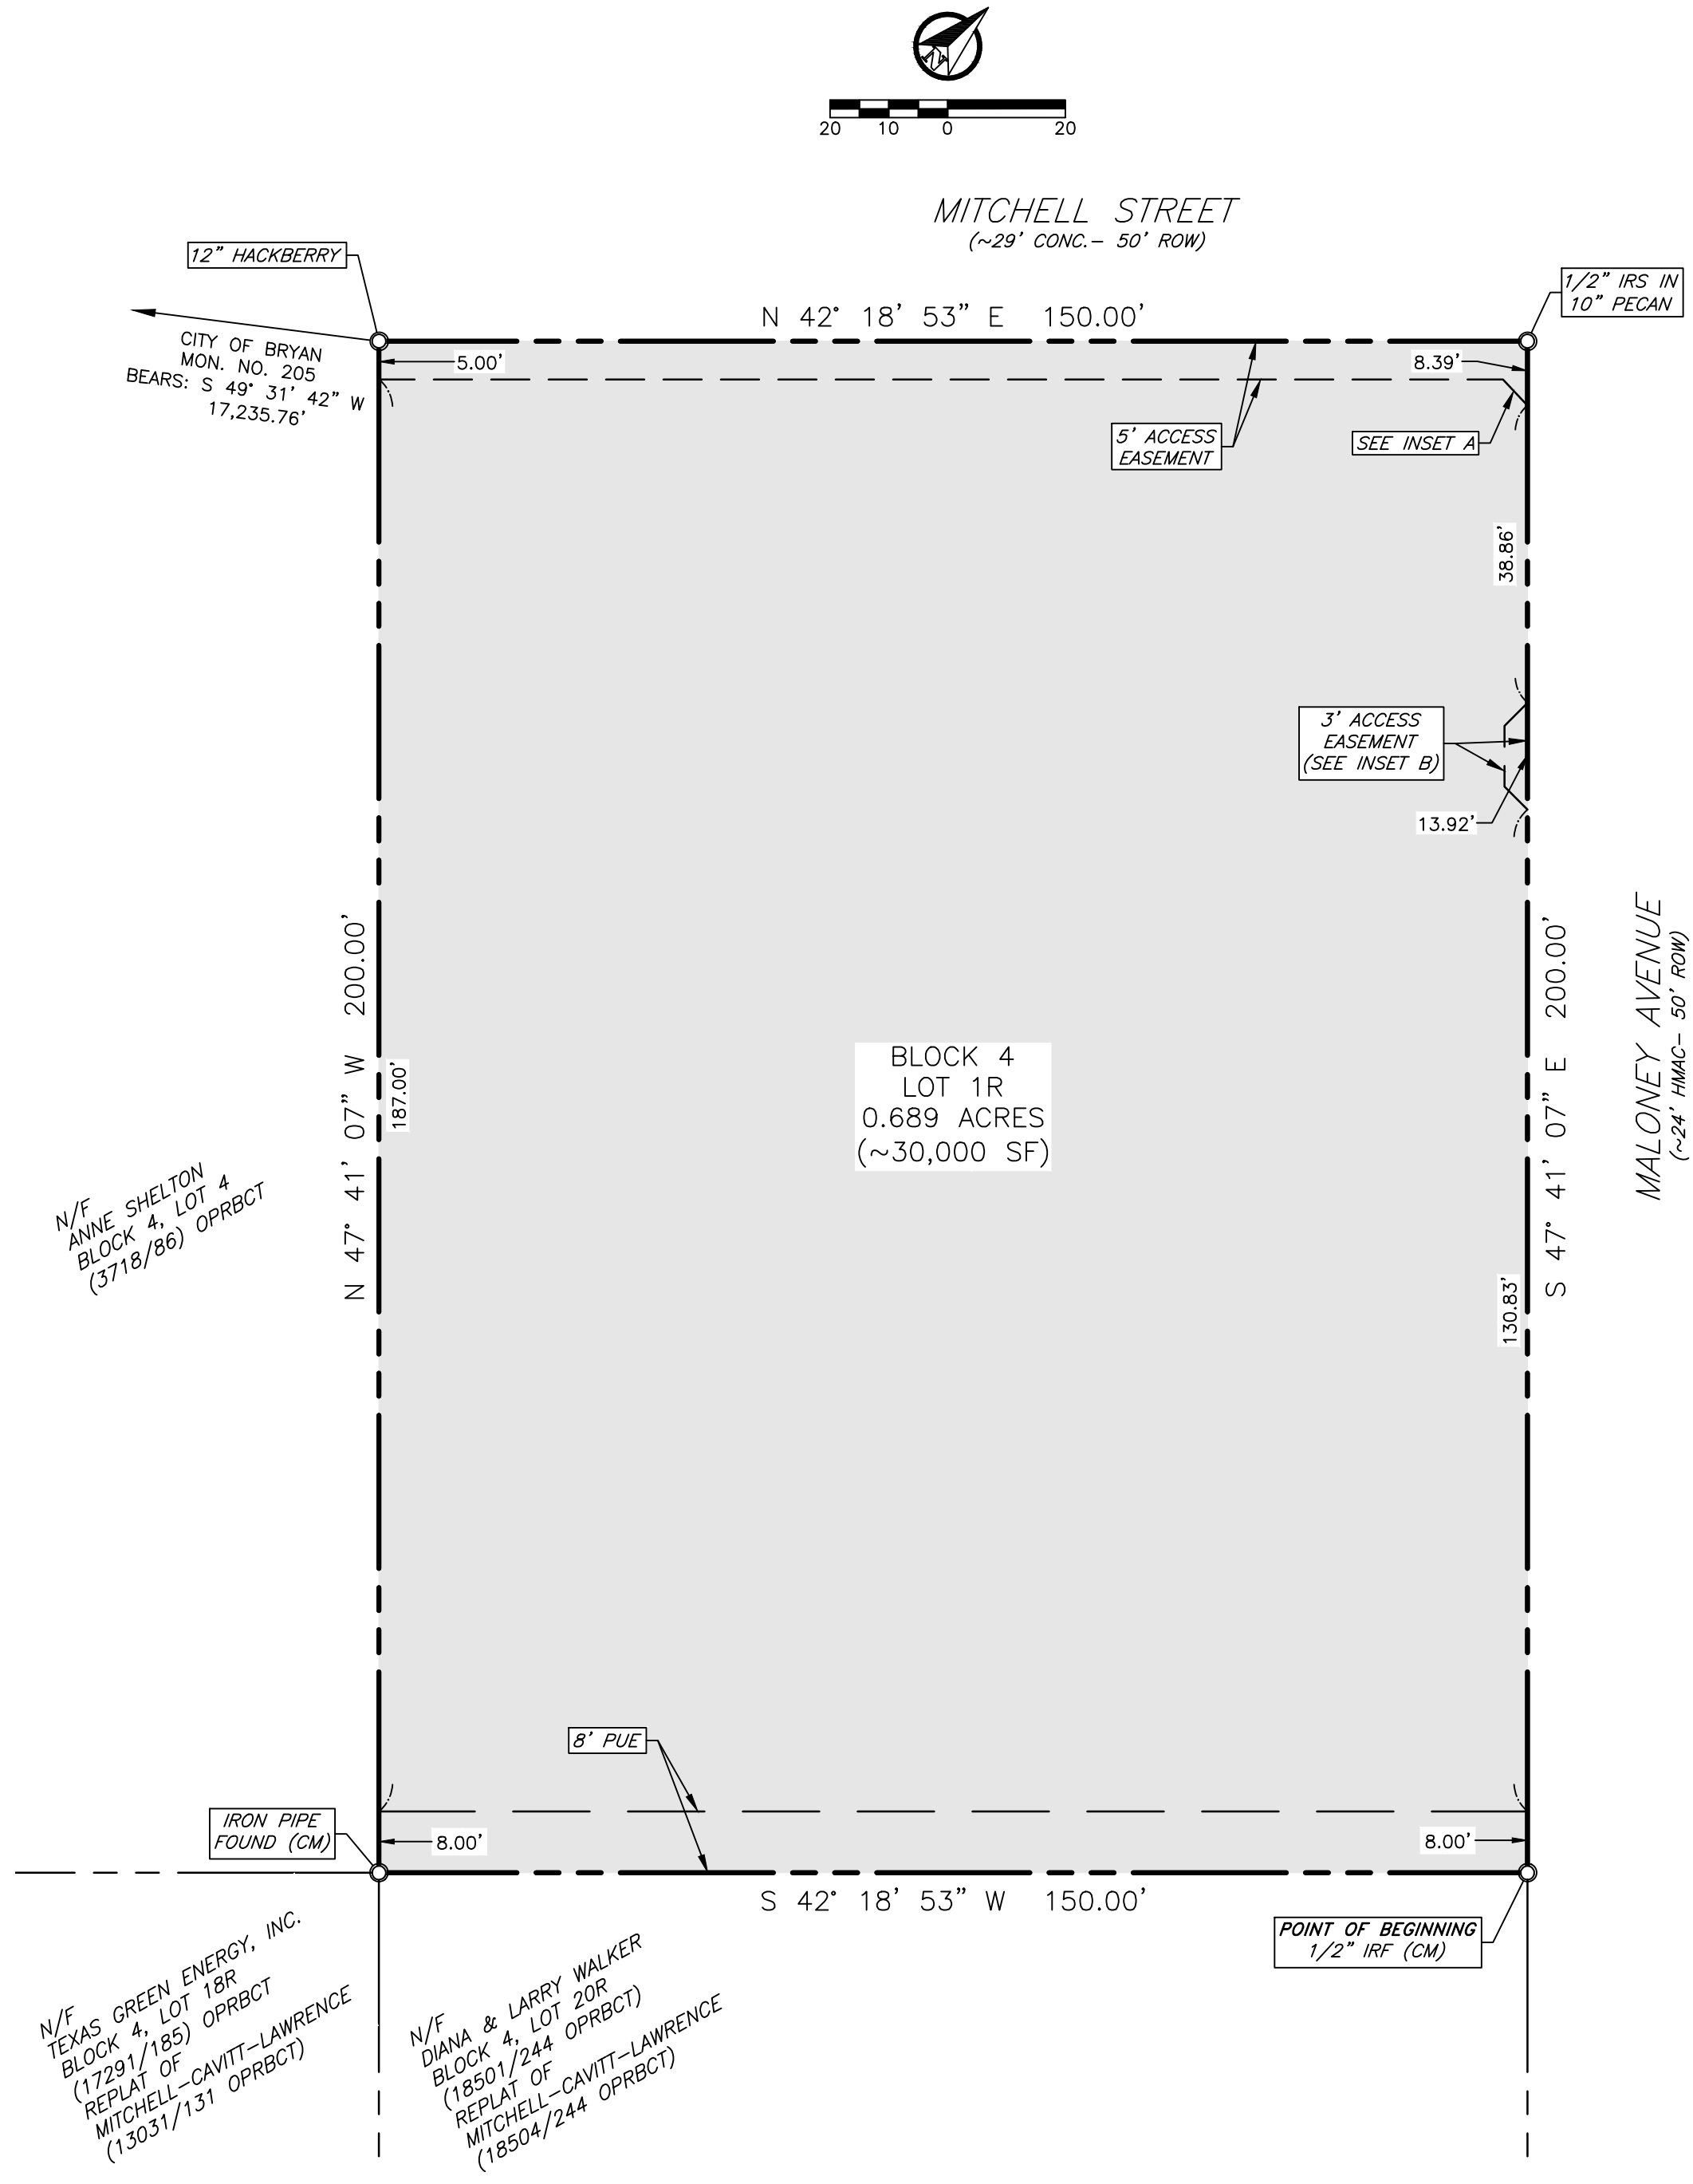 N
20 10 0 20
MITCHELL STREET
(~29' CONC.- 50' ROW)
12" HACKBERRY
1/2" IRS IN
10" PECAN
N 42° 18' 53" E 150.00'
CITY OF BRYAN
MON. NO. 205
BEARS: S 49° 31' 42" W
17,235.76'
5.00'
8.39'
5' ACCESS
EASEMENT
SEE INSET A
38.86'
3' ACCESS
EASEMENT
(SEE INSET B)
13.92'
N 47° 41' 07" W 200.00'
187.00'
BLOCK 4
LOT 1R
0.689 ACRES
(~30,000 SF)
S 47° 41' 07" E 200.00'
130.83'
MALONEY AVENUE
(~24' HMAC- 50' ROW)
N/F
ANNE SHELTON
BLOCK 4, LOT 4
(3718/86) OPRBCT
8' PUE
IRON PIPE
FOUND (CM)
8.00'
8.00'
S 42° 18' 53" W 150.00'
POINT OF BEGINNING
1/2" IRF (CM)
N/F
TEXAS GREEN ENERGY, INC.
BLOCK 4, LOT 18R
(17291/185) OPRBCT
REPLAT OF
MITCHELL-CAVITT-LAWRENCE
(13031/131 OPRBCT)
N/F
DIANA & LARRY WALKER
BLOCK 4, LOT 20R
(18501/244 OPRBCT)
REPLAT OF
MITCHELL-CAVITT-LAWRENCE
(18504/244 OPRBCT)